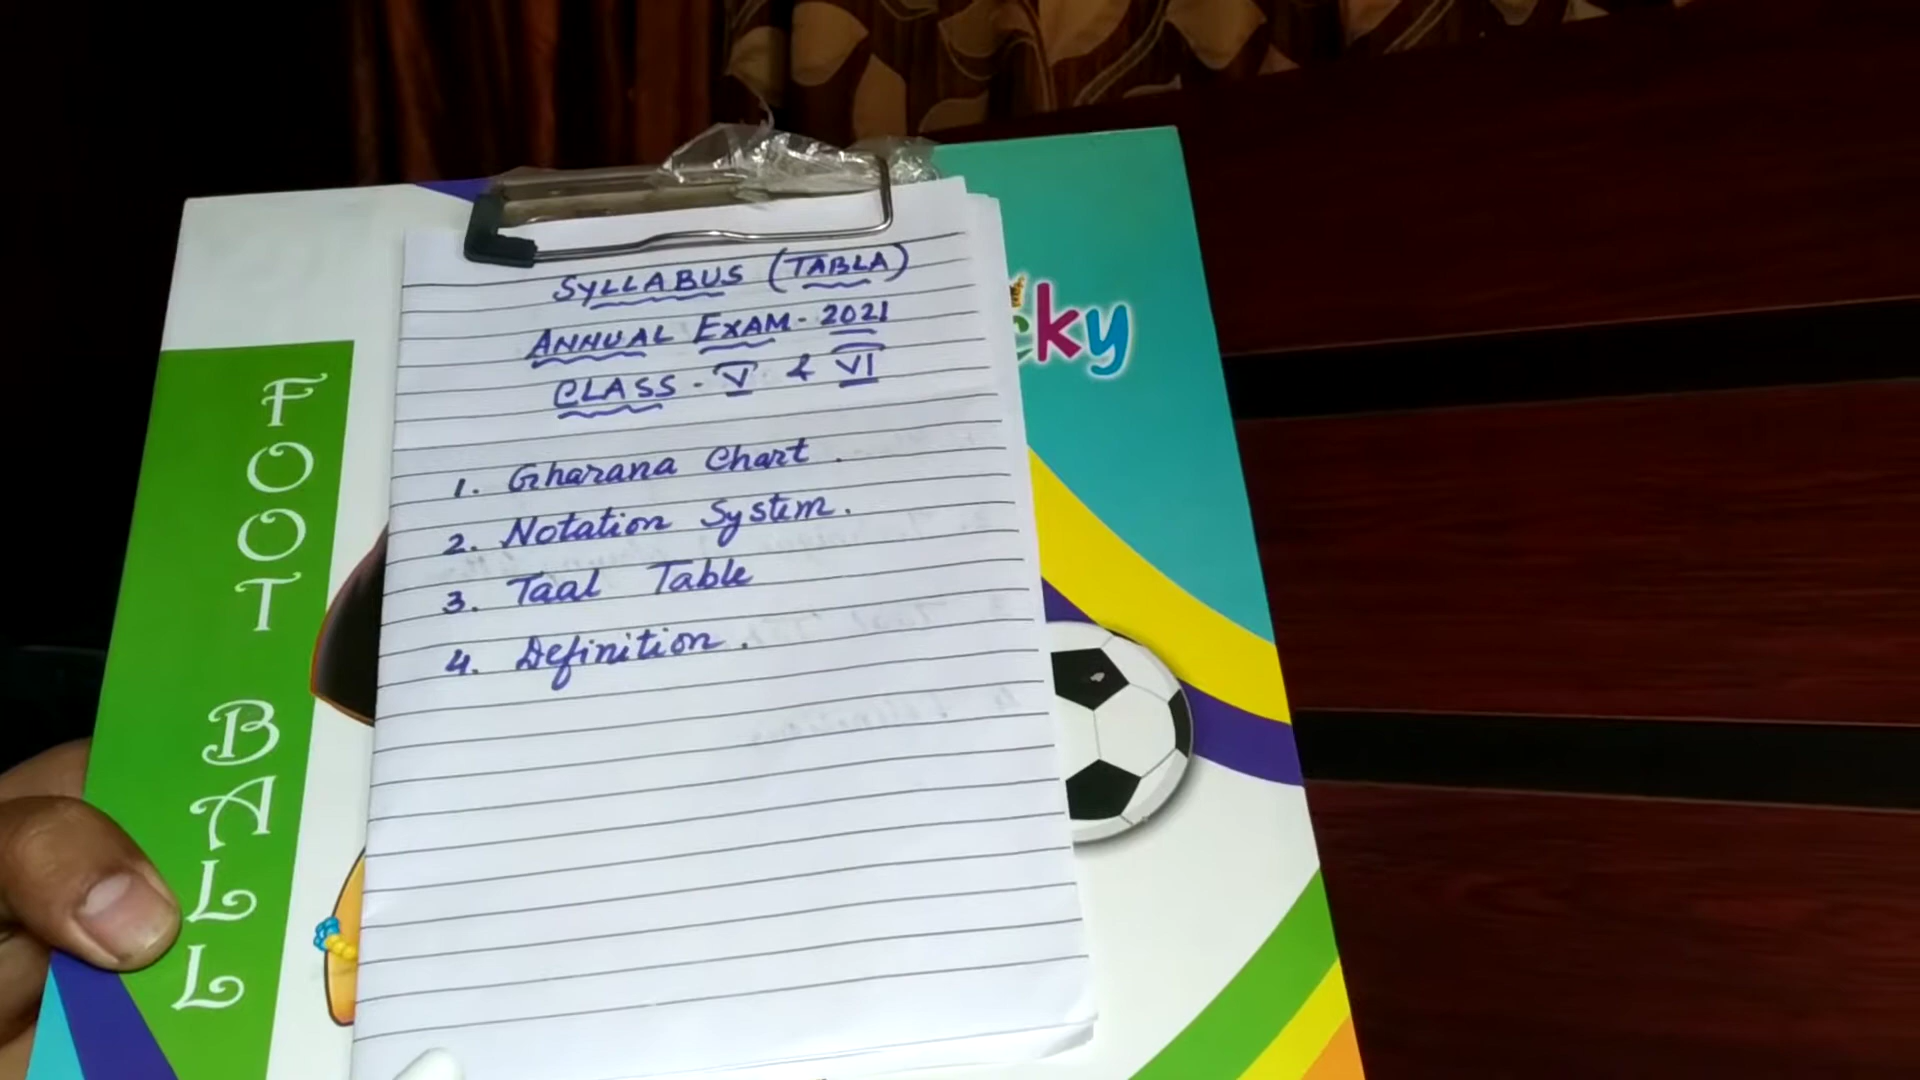 SYLLABUS (TABLA)
ANNUAL EXAM - 2021
CLASS - V & VI
1. Gharana Chart.
2. Notation System.
3. Taal Table
4. Definition.
FOOT BALL